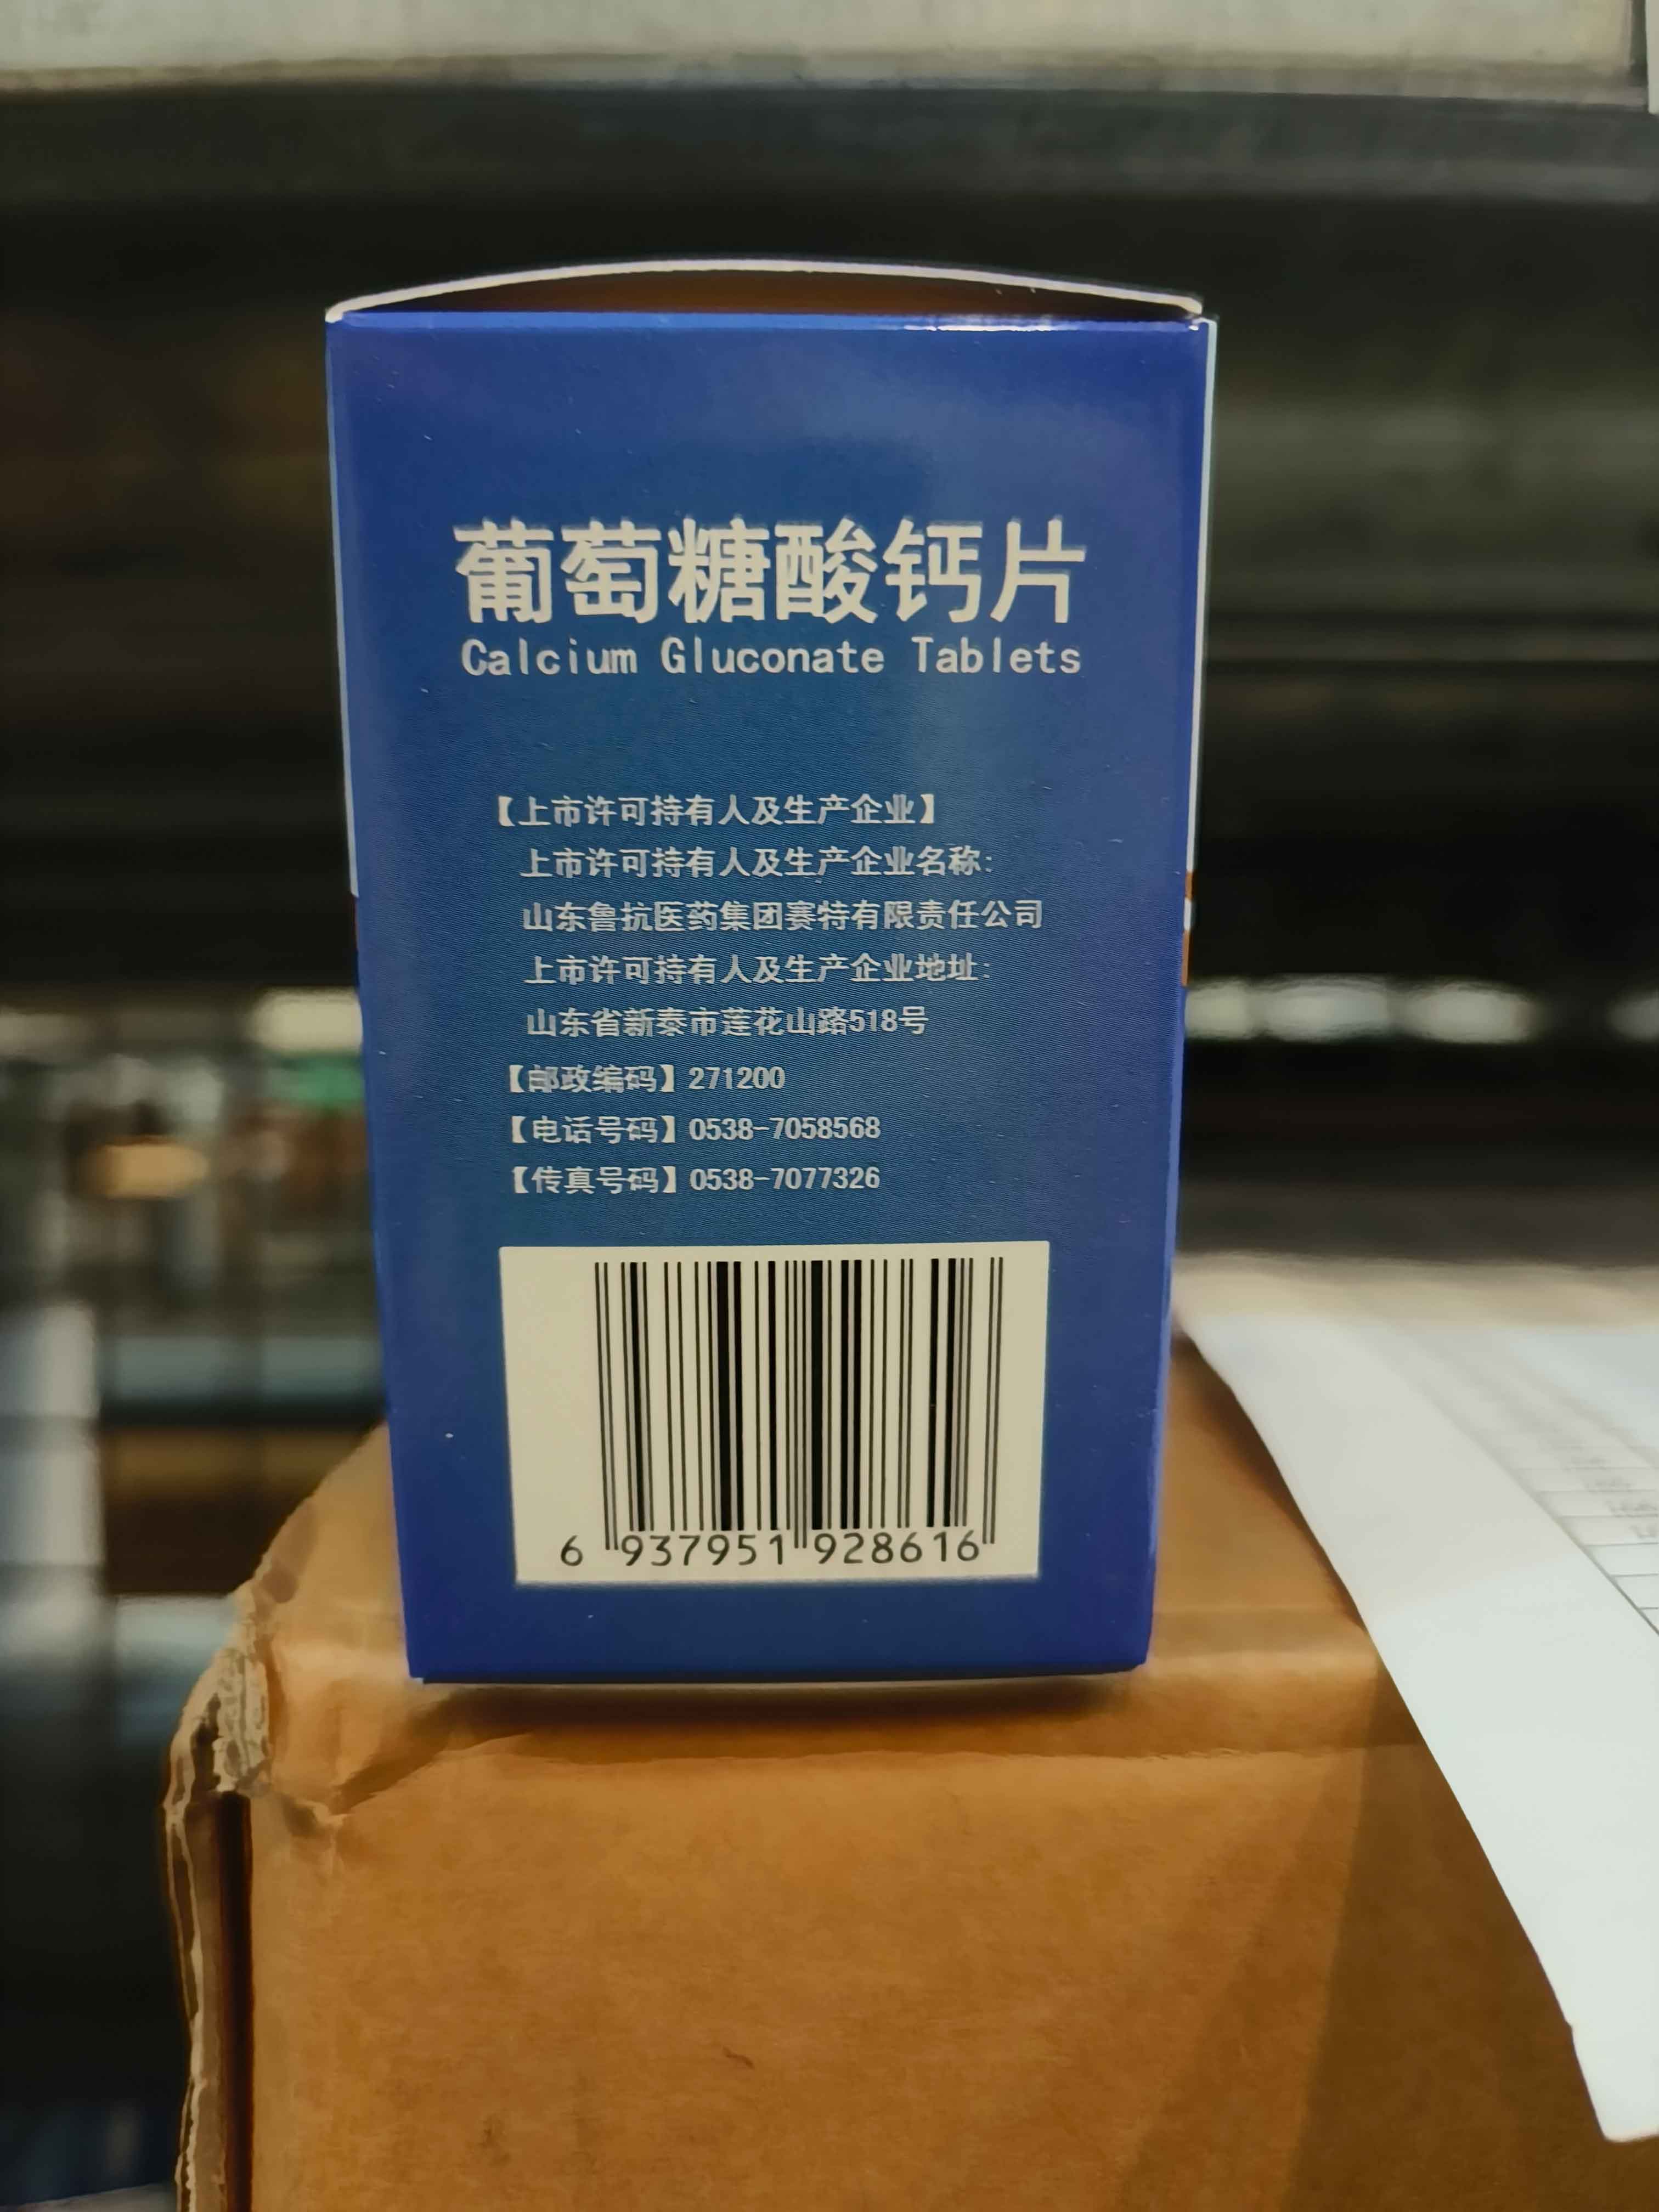 葡萄糖酸钙片
Calcium Gluconate Tablets
【上市许可持有人及生产企业】
上市许可持有人及生产企业名称:
山东鲁抗医药集团赛特有限责任公司
上市许可持有人及生产企业地址:
山东省新泰市莲花山路518号
【邮政编码】271200
【电话号码】0538-7058568
【传真号码】0538-7077326
6 937951 928616